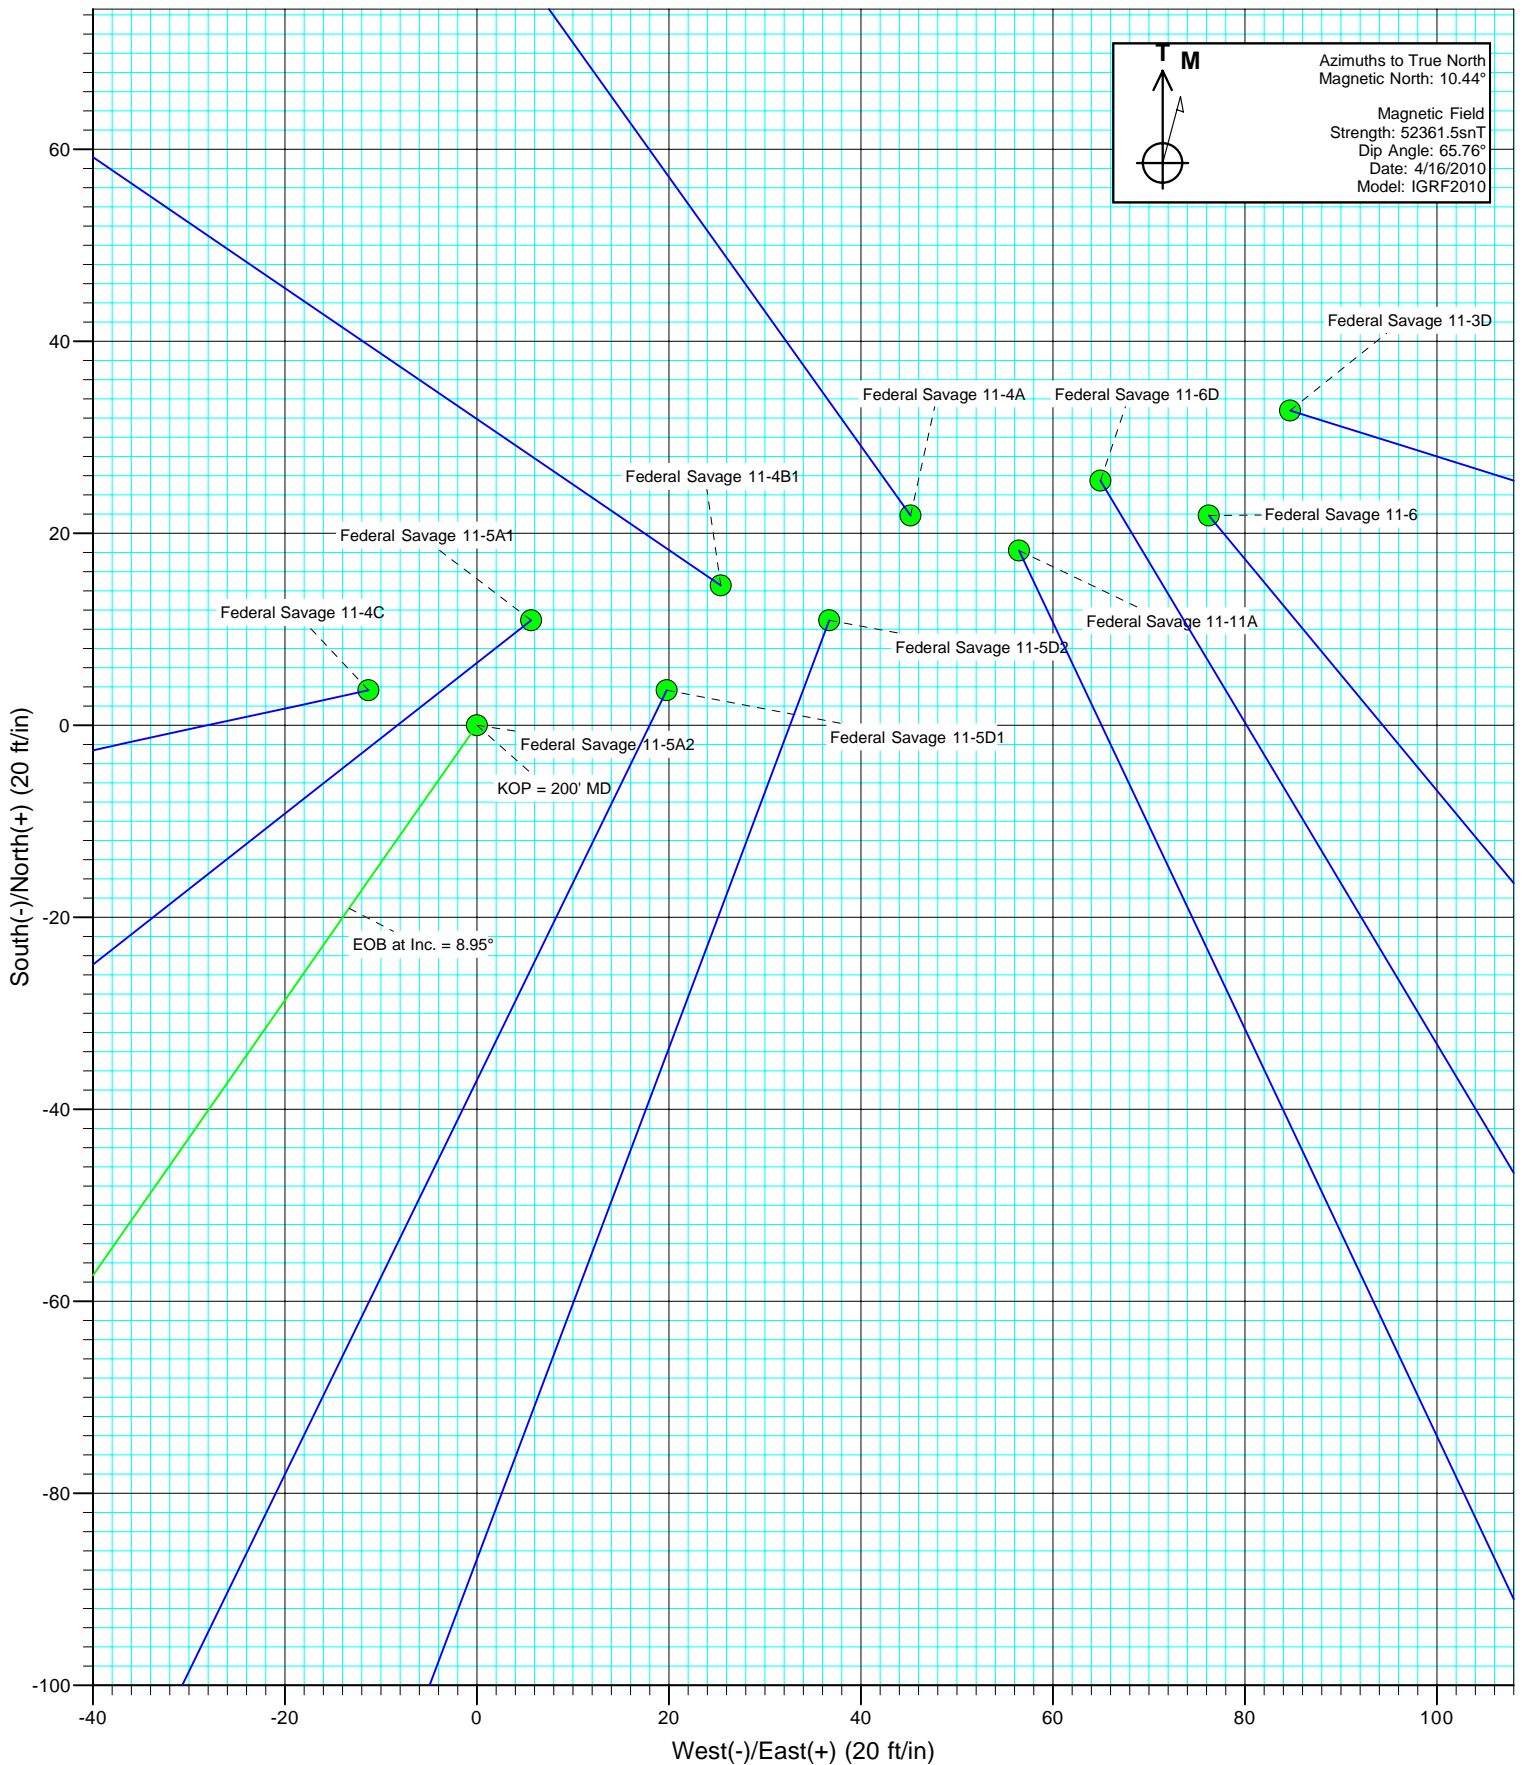 T M
Azimuths to True North
Magnetic North: 10.44°
Magnetic Field
Strength: 52361.5snT
Dip Angle: 65.76°
Date: 4/16/2010
Model: IGRF2010
Federal Savage 11-3D
Federal Savage 11-4A
Federal Savage 11-6D
Federal Savage 11-4B1
Federal Savage 11-6
Federal Savage 11-5A1
Federal Savage 11-4C
Federal Savage 11-11A
Federal Savage 11-5D2
Federal Savage 11-5D1
Federal Savage 11-5A2
KOP = 200' MD
EOB at Inc. = 8.95°
60
40
20
0
-20
-40
-60
-80
-100
South(-)/North(+) (20 ft/in)
-40 -20 0 20 40 60 80 100
West(-)/East(+) (20 ft/in)